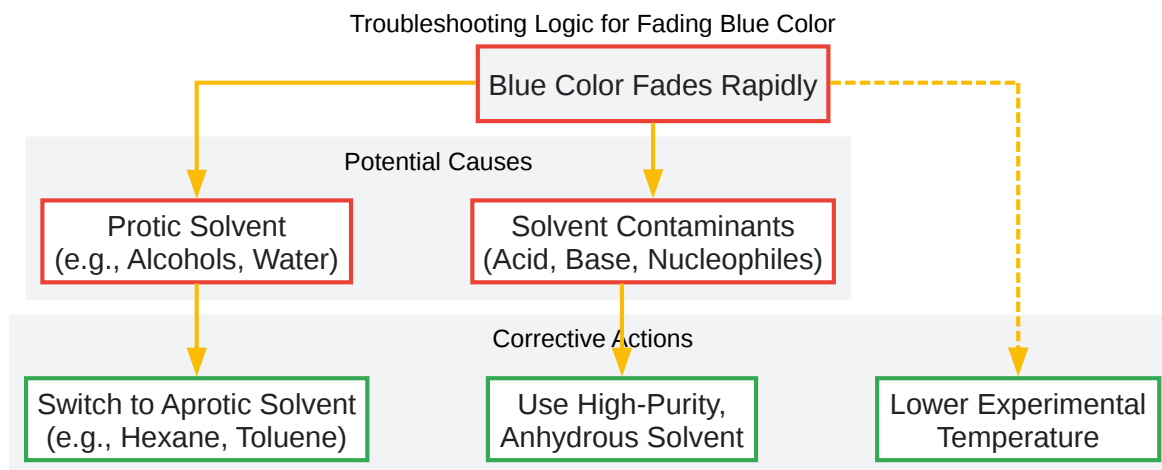 Troubleshooting Logic for Fading Blue Color
Blue Color Fades Rapidly
Potential Causes
Protic Solvent
(e.g., Alcohols, Water)
Solvent Contaminants
(Acid, Base, Nucleophiles)
Corrective Actions
Switch to Aprotic Solvent
(e.g., Hexane, Toluene)
Use High-Purity,
Anhydrous Solvent
Lower Experimental
Temperature